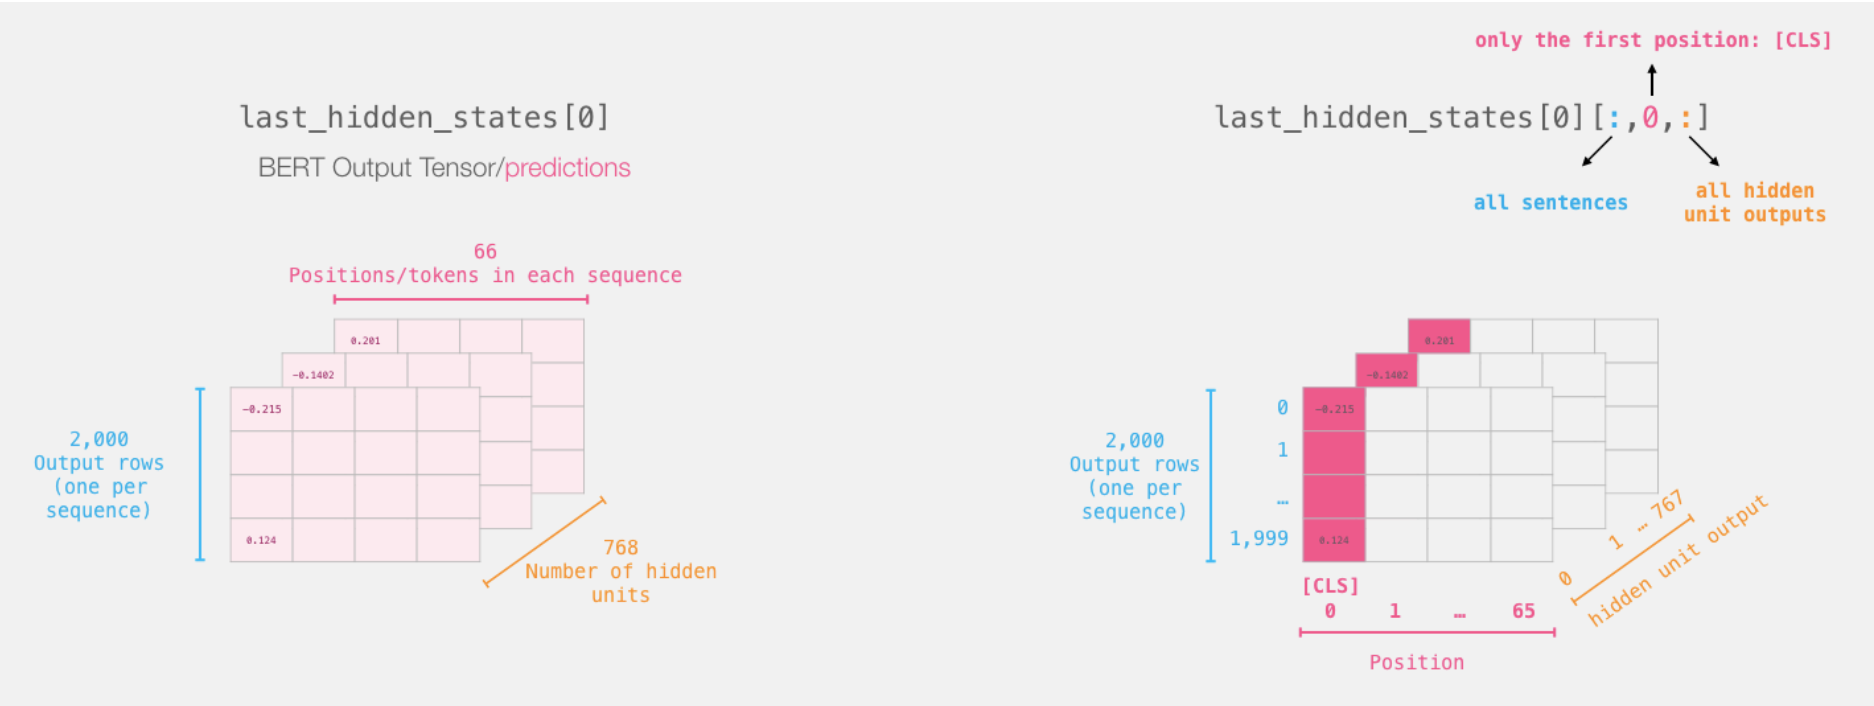 last_hidden_states[0]
BERT Output Tensor/predictions
66
Positions/tokens in each sequence
0.201
-0.1402
-0.215
0.124
2,000
Output rows
(one per
sequence)
768
Number of hidden
units
only the first position: [CLS]
last_hidden_states[0][:,0,:]
all sentences
all hidden
unit outputs
0.201
-0.1402
-0.215
0.124
2,000
Output rows
(one per
sequence)
0
1
…
1,999
[CLS]
0 1 … 65
Position
0 1 … 767
hidden unit output